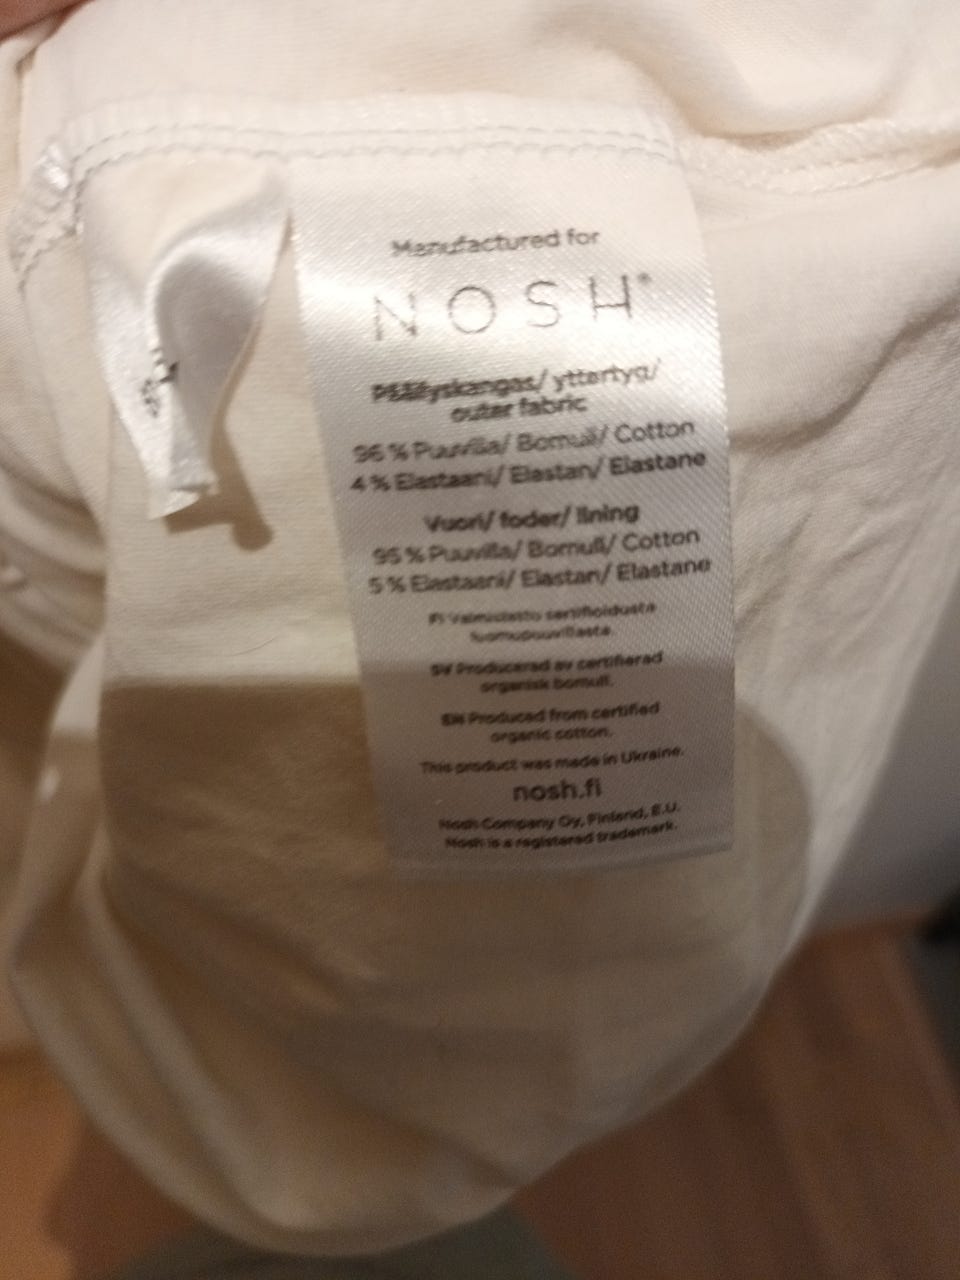 Manufactured for
NOSH®
Päällyskangas/ yttertyg/
outer fabric
96 % Puuvilla/ Bomull/ Cotton
4 % Elastaani/ Elastan/ Elastane
Vuori/ foder/ lining
95 % Puuvilla/ Bomull/ Cotton
5 % Elastaani/ Elastan/ Elastane
FI Valmistettu sertifioidusta
luomupuuvillasta.
SV Producerad av certifierad
organisk bomull.
EN Produced from certified
organic cotton.
This product was made in Ukraine.
nosh.fi
Nosh Company Oy, Finland, E.U.
Nosh is a registered trademark.